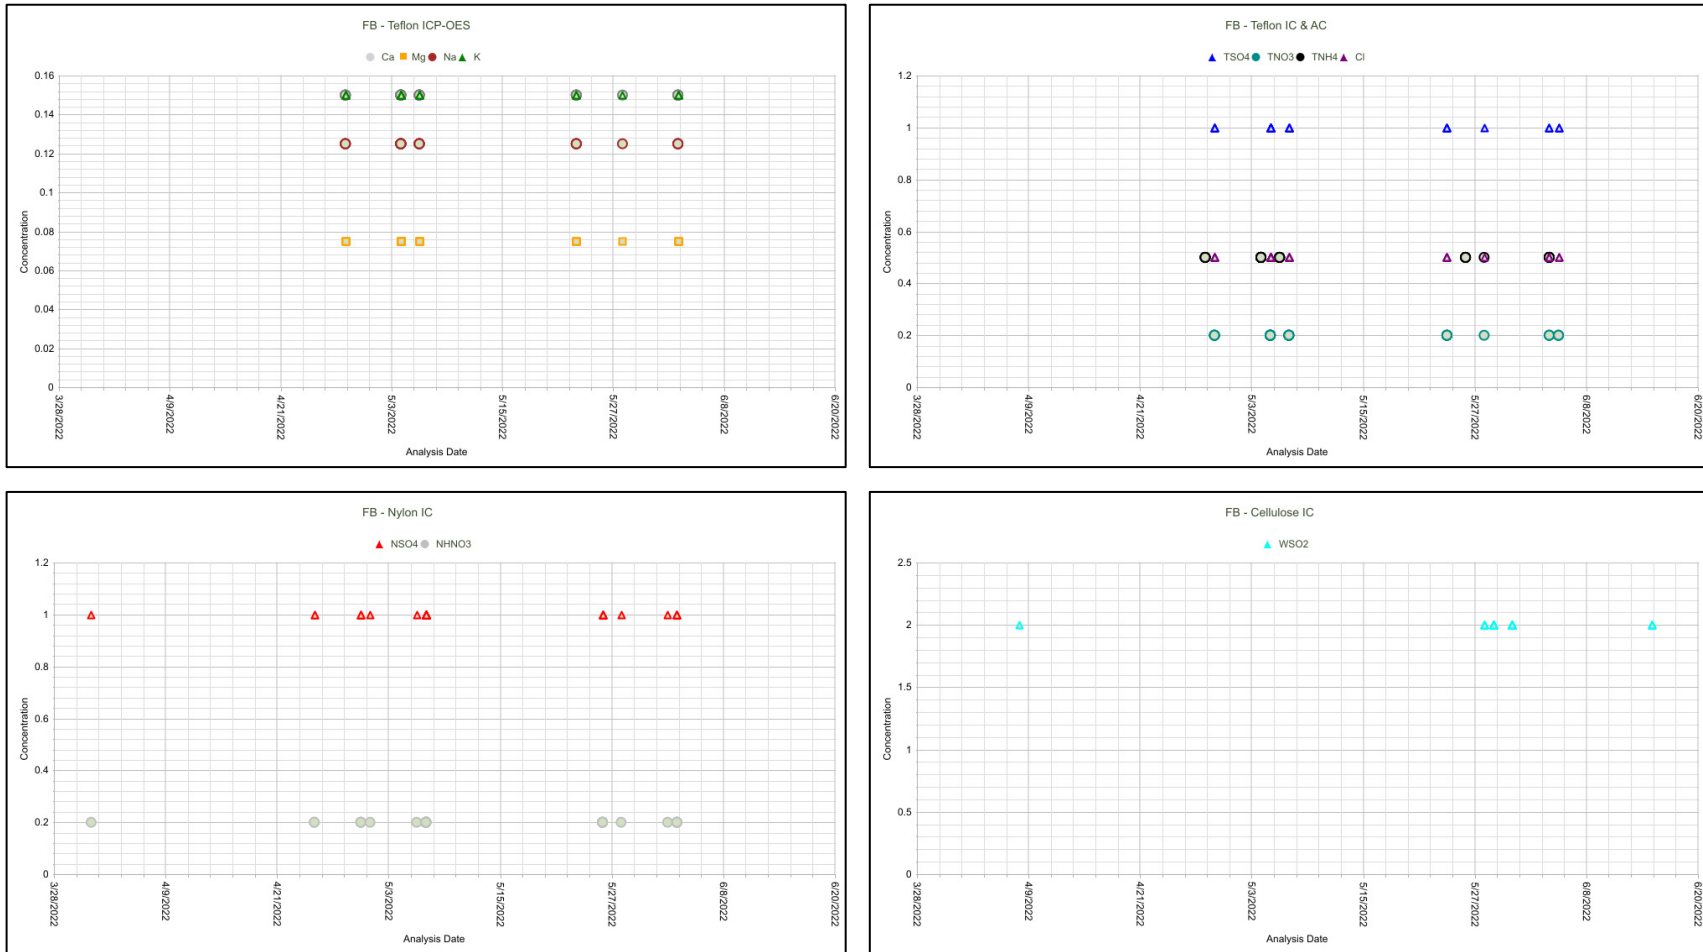 FB - Teflon ICP-OES
Ca Mg Na K
0.16
0.14
0.12
0.1
0.08
0.06
0.04
0.02
0
Concentration
3/28/2022 4/9/2022 4/21/2022 5/3/2022 5/15/2022 5/27/2022 6/8/2022 6/20/2022
Analysis Date
FB - Teflon IC & AC
TSO4 TNO3 TNH4 Cl
1.2
1
0.8
0.6
0.4
0.2
0
Concentration
3/28/2022 4/9/2022 4/21/2022 5/3/2022 5/15/2022 5/27/2022 6/8/2022 6/20/2022
Analysis Date
FB - Nylon IC
NSO4 NHNO3
1.2
1
0.8
0.6
0.4
0.2
0
Concentration
3/28/2022 4/9/2022 4/21/2022 5/3/2022 5/15/2022 5/27/2022 6/8/2022 6/20/2022
Analysis Date
FB - Cellulose IC
WSO2
2.5
2
1.5
1
0.5
0
Concentration
3/28/2022 4/9/2022 4/21/2022 5/3/2022 5/15/2022 5/27/2022 6/8/2022 6/20/2022
Analysis Date